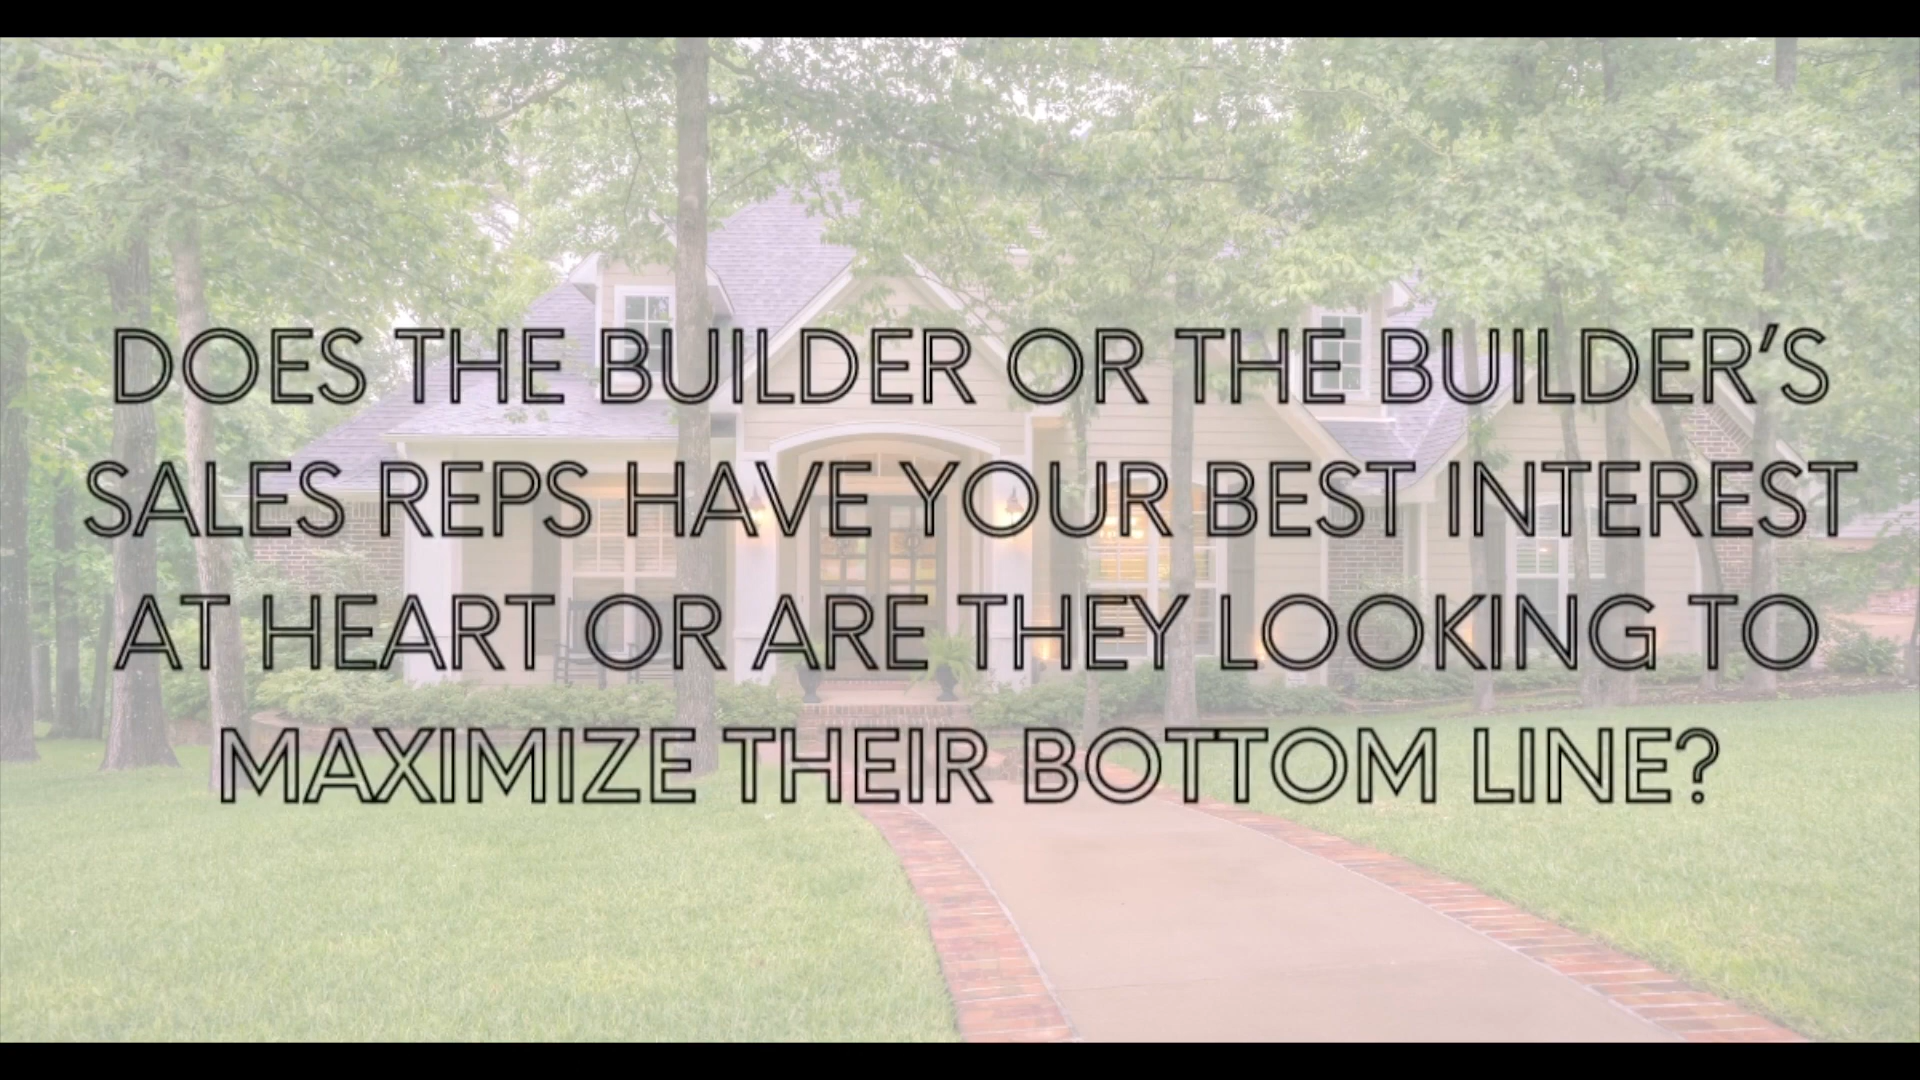 DOES THE BUILDER OR THE BUILDER'S
SALES REPS HAVE YOUR BEST INTEREST
AT HEART OR ARE THEY LOOKING TO
MAXIMIZE THEIR BOTTOM LINE?